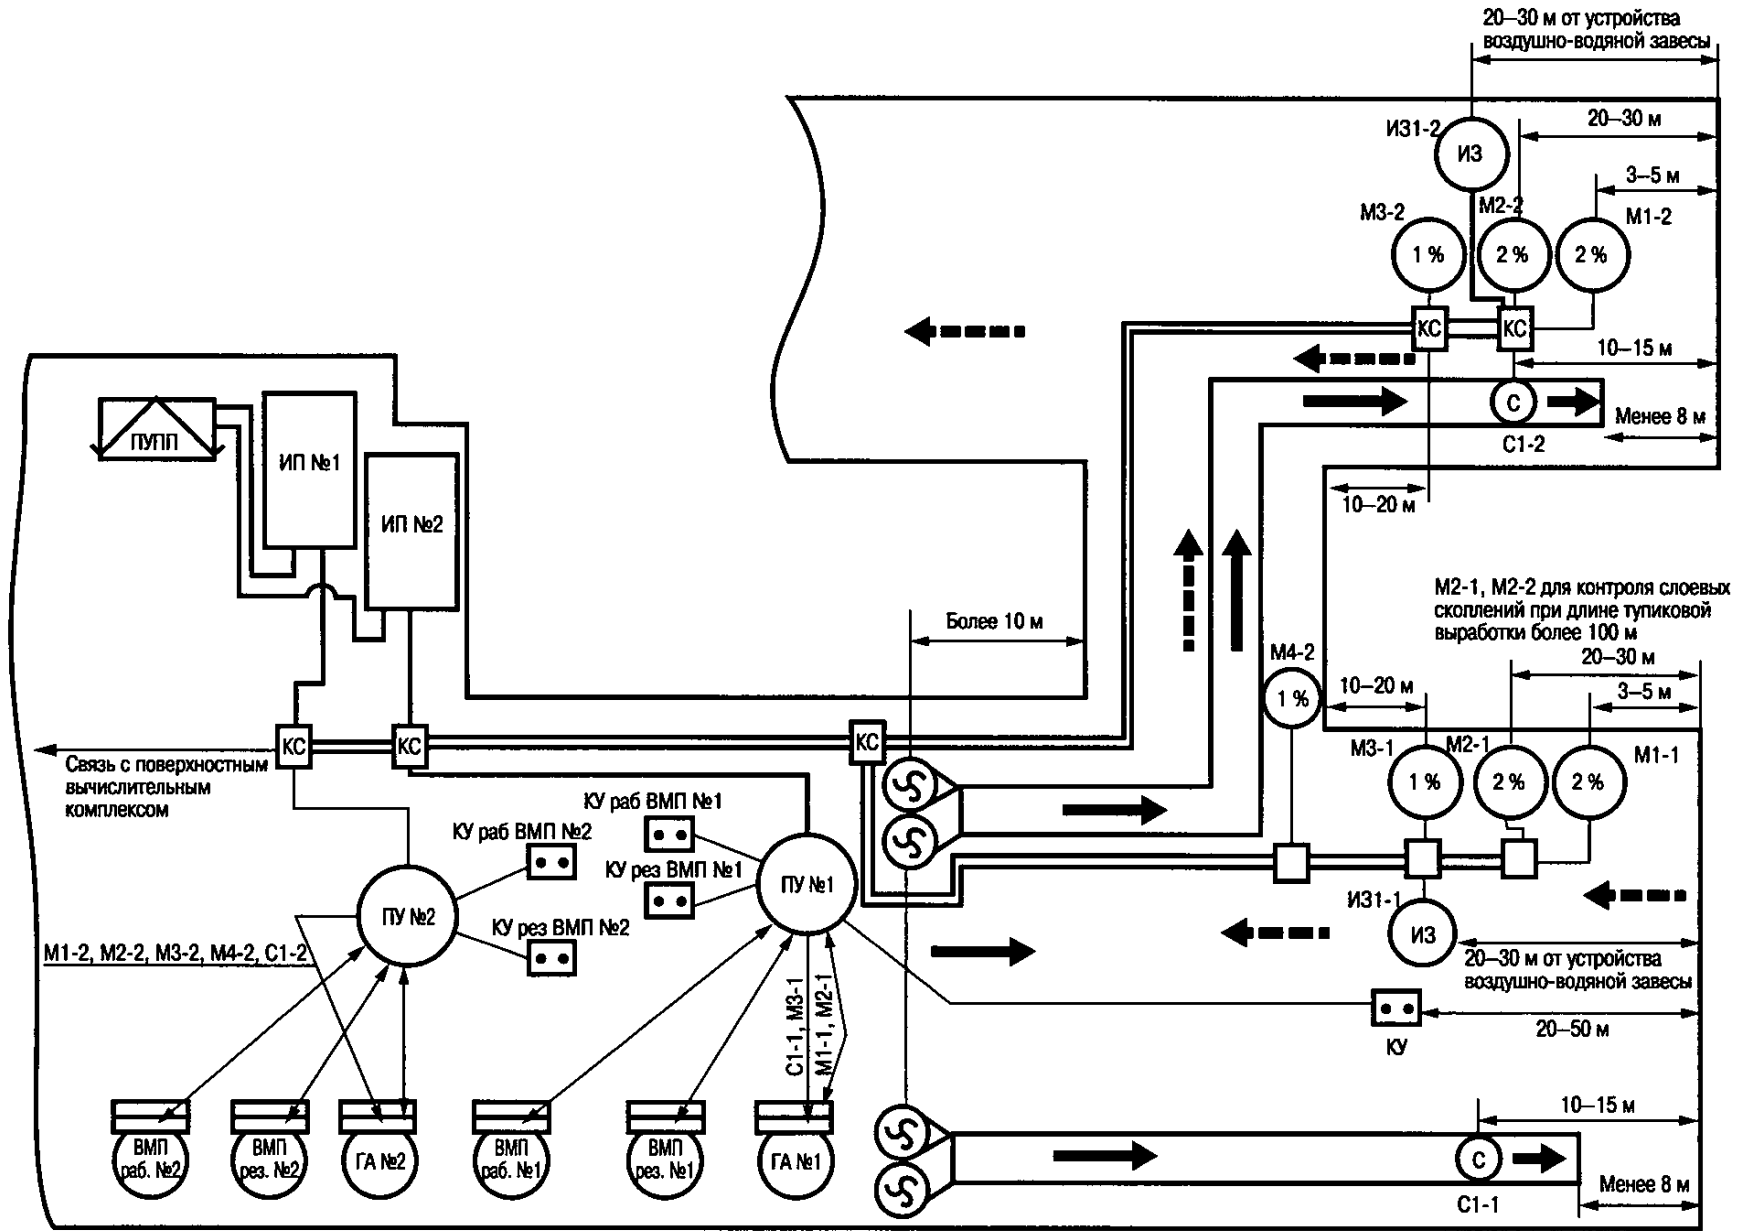 20–30 м от устройства
воздушно-водяной завесы
ИЗ1-2
20–30 м
ИЗ
3–5 м
М3-2
М2-2
М1-2
1 %
2 %
2 %
КС
КС
10–15 м
С
Менее 8 м
С1-2
10–20 м
ПУПП
ИП №1
ИП №2
М2-1, М2-2 для контроля слоевых
скоплений при длине тупиковой
выработки более 100 м
Более 10 м
М4-2
20–30 м
1 %
10–20 м
3–5 м
КС
КС
КС
М3-1
М2-1
М1-1
Связь с поверхностным
вычислительным
комплексом
1 %
2 %
2 %
КУ раб ВМП №1
КУ раб ВМП №2
КУ рез ВМП №1
ПУ №1
ПУ №2
КУ рез ВМП №2
ИЗ1-1
ИЗ
М1-2, М2-2, М3-2, М4-2, С1-2
20–30 м от устройства
воздушно-водяной завесы
С1-1, М3-1
М1-1, М2-1
20–50 м
КУ
10–15 м
ВМП
раб. №2
ВМП
рез. №2
ГА №2
ВМП
раб. №1
ВМП
рез. №1
ГА №1
С
Менее 8 м
С1-1